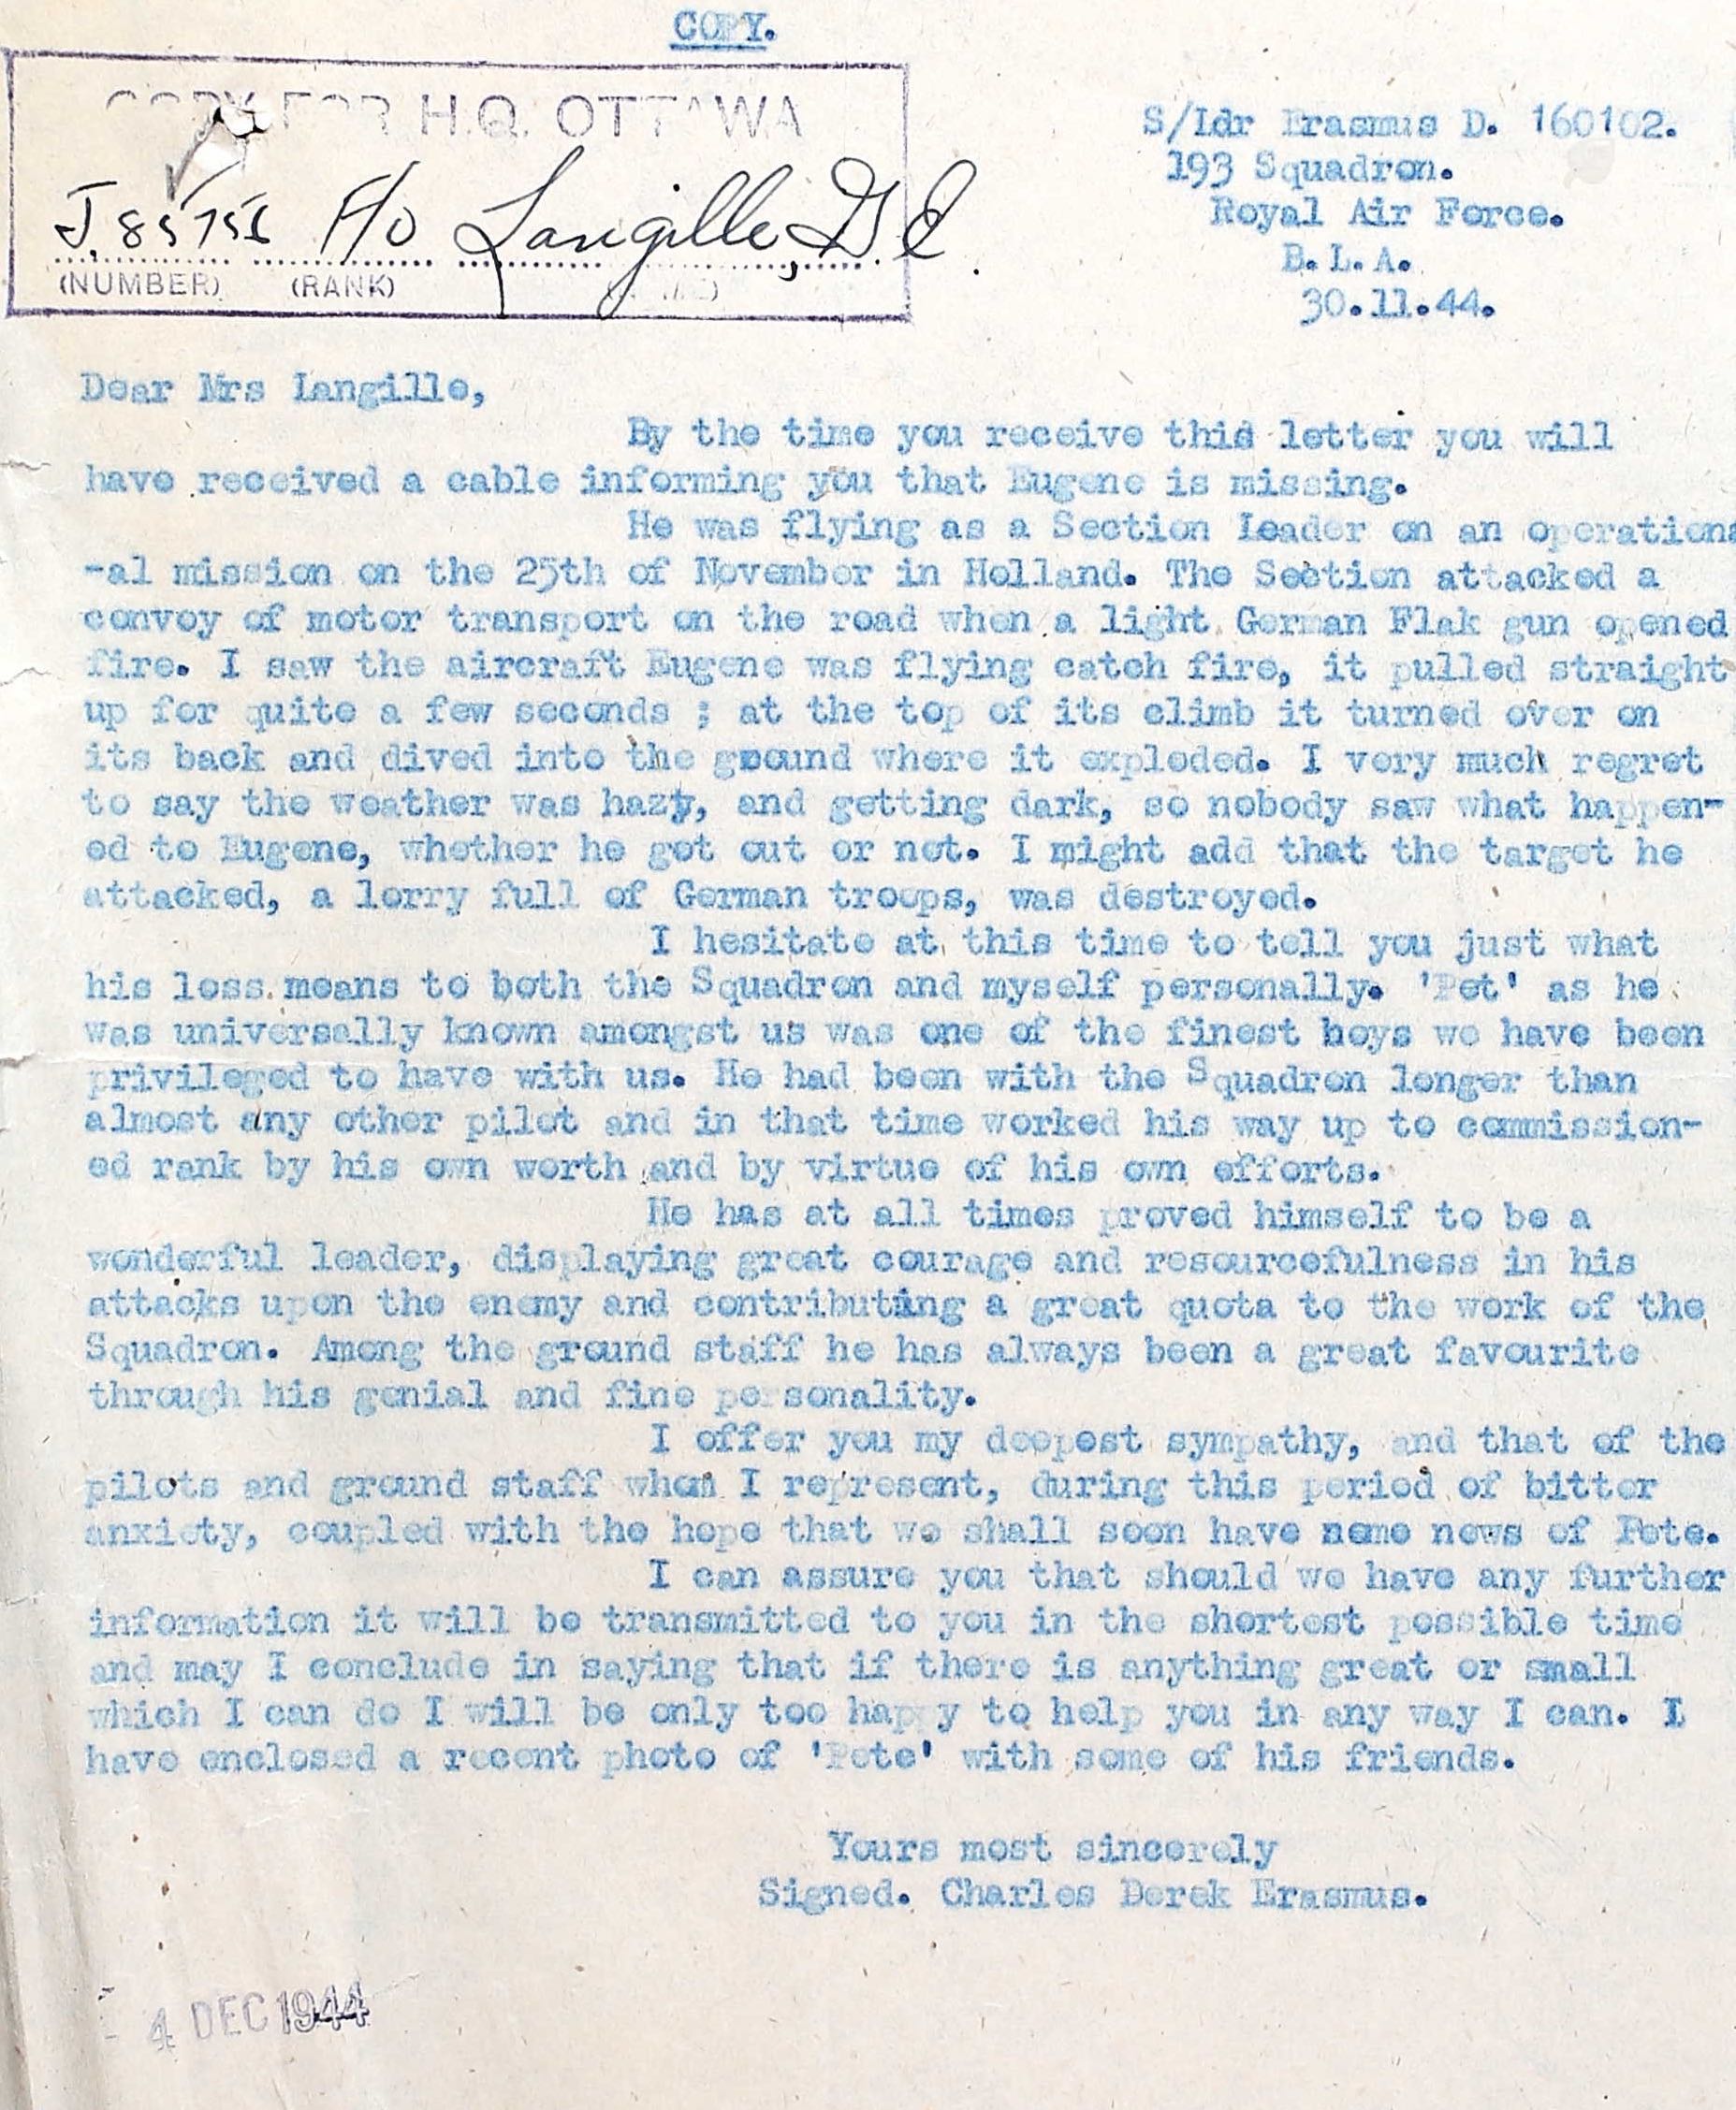 COPY.
COPY FOR H.Q. OTTAWA
J.85756 F/O Langille, G E.
(NUMBER) (RANK)
S/Ldr Erasmus D. 160102.
193 Squadron.
Royal Air Force.
B.L.A.
30.11.44.
Dear Mrs Langille,
By the time you receive this letter you will
have received a cable informing you that Eugene is missing.
He was flying as a Section Leader on an operation
-al mission on the 25th of November in Holland. The Section attacked a
convoy of motor transport on the road when a light German Flak gun opened
fire. I saw the aircraft Eugene was flying catch fire, it pulled straight
up for quite a few seconds ; at the top of its climb it turned over on
its back and dived into the ground where it exploded. I very much regret
to say the weather was hazy, and getting dark, so nobody saw what happen-
ed to Eugene, whether he got out or not. I might add that the target he
attacked, a lorry full of German troops, was destroyed.
I hesitate at this time to tell you just what
his loss means to both the Squadron and myself personally. 'Pet' as he
was universally known amongst us was one of the finest boys we have been
privileged to have with us. He had been with the Squadron longer than
almost any other pilot and in that time worked his way up to commission-
ed rank by his own worth and by virtue of his own efforts.
He has at all times proved himself to be a
wonderful leader, displaying great courage and resourcefulness in his
attacks upon the enemy and contributing a great quota to the work of the
Squadron. Among the ground staff he has always been a great favourite
through his genial and fine personality.
I offer you my deepest sympathy, and that of the
pilots and ground staff whom I represent, during this period of bitter
anxiety, coupled with the hope that we shall soon have neme news of Pete.
I can assure you that should we have any further
information it will be transmitted to you in the shortest possible time
and may I conclude in saying that if there is anything great or small
which I can do I will be only too happy to help you in any way I can. I
have enclosed a recent photo of 'Pete' with some of his friends.
Yours most sincerely
Signed. Charles Derek Erasmus.
4 DEC 1944